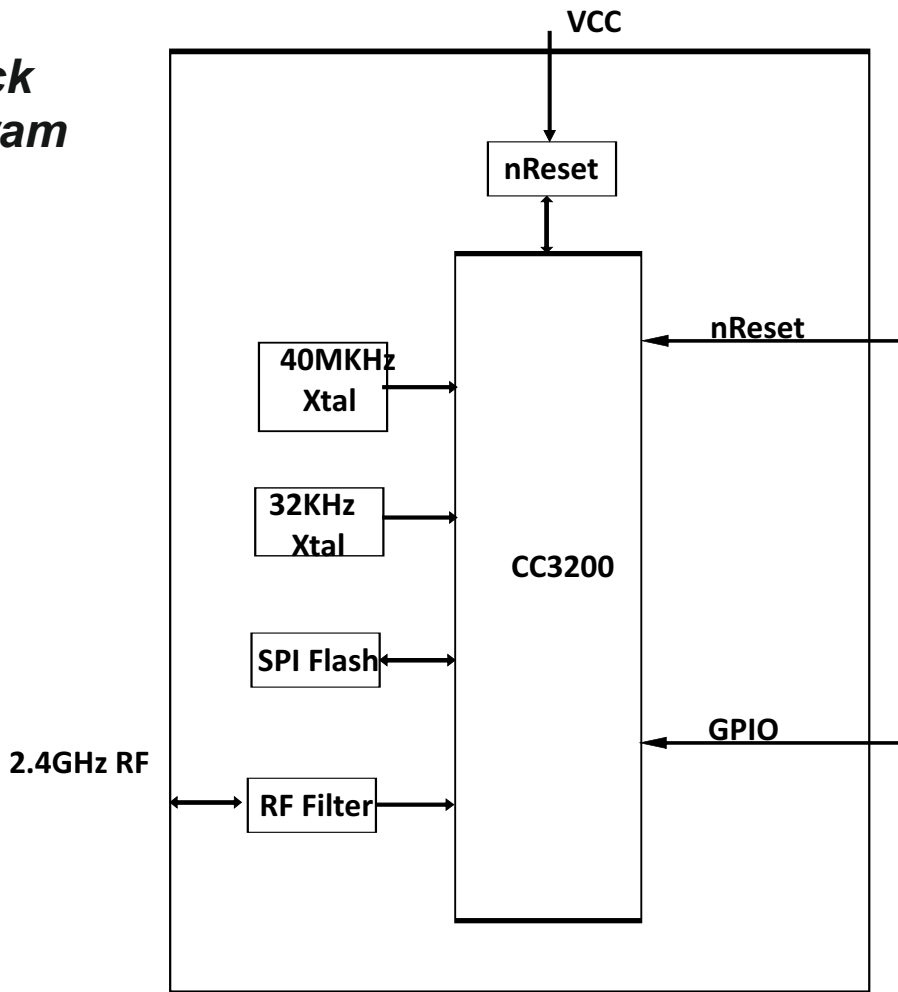 VCC
ck
am
nReset
nReset
40MKHz
Xtal
32KHz
Xtal
CC3200
SPI Flash
GPIO
2.4GHz RF
RF Filter